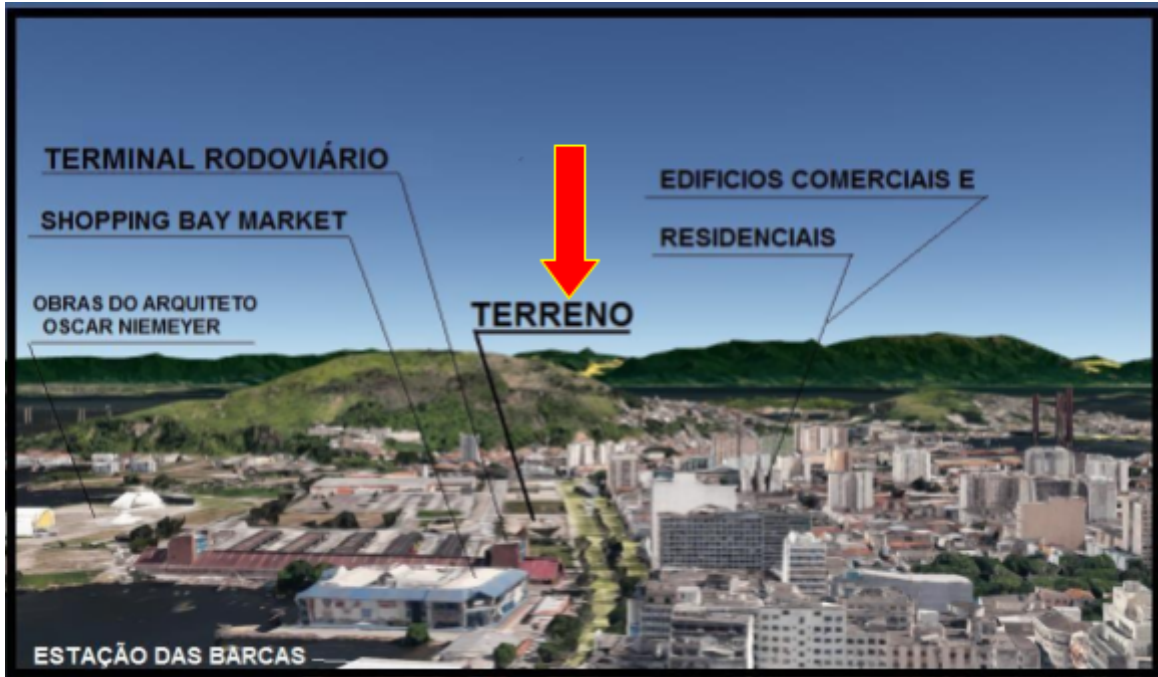 TERMINAL RODOVIÁRIO
SHOPPING BAY MARKET
OBRAS DO ARQUITETO
OSCAR NIEMEYER
TERRENO
EDIFICIOS COMERCIAIS E
RESIDENCIAIS
ESTAÇÃO DAS BARCAS